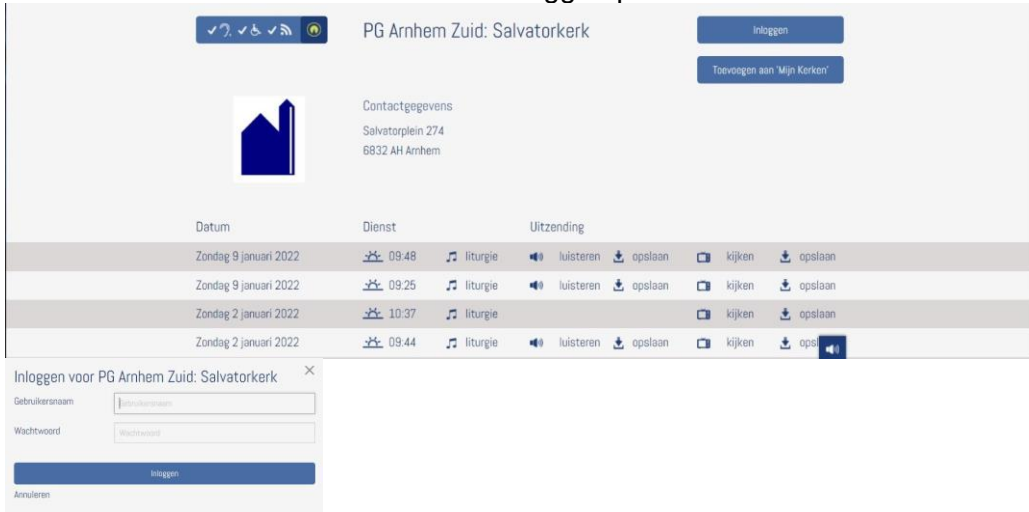 PG Arnhem Zuid: Salvatorkerk
Inloggen
Toevoegen aan 'Mijn Kerken'
Contactgegevens
Salvatorplein 274
6832 AH Arnhem
Datum Dienst Uitzending
Zondag 9 januari 2022 09:48 liturgie luisteren opslaan kijken opslaan
Zondag 9 januari 2022 09:25 liturgie luisteren opslaan kijken opslaan
Zondag 2 januari 2022 10:37 liturgie kijken opslaan
Zondag 2 januari 2022 09:44 liturgie luisteren opslaan kijken
Inloggen voor PG Arnhem Zuid: Salvatorkerk
Gebruikersnaam Gebruikersnaam
Wachtwoord Wachtwoord
Inloggen
Annuleren